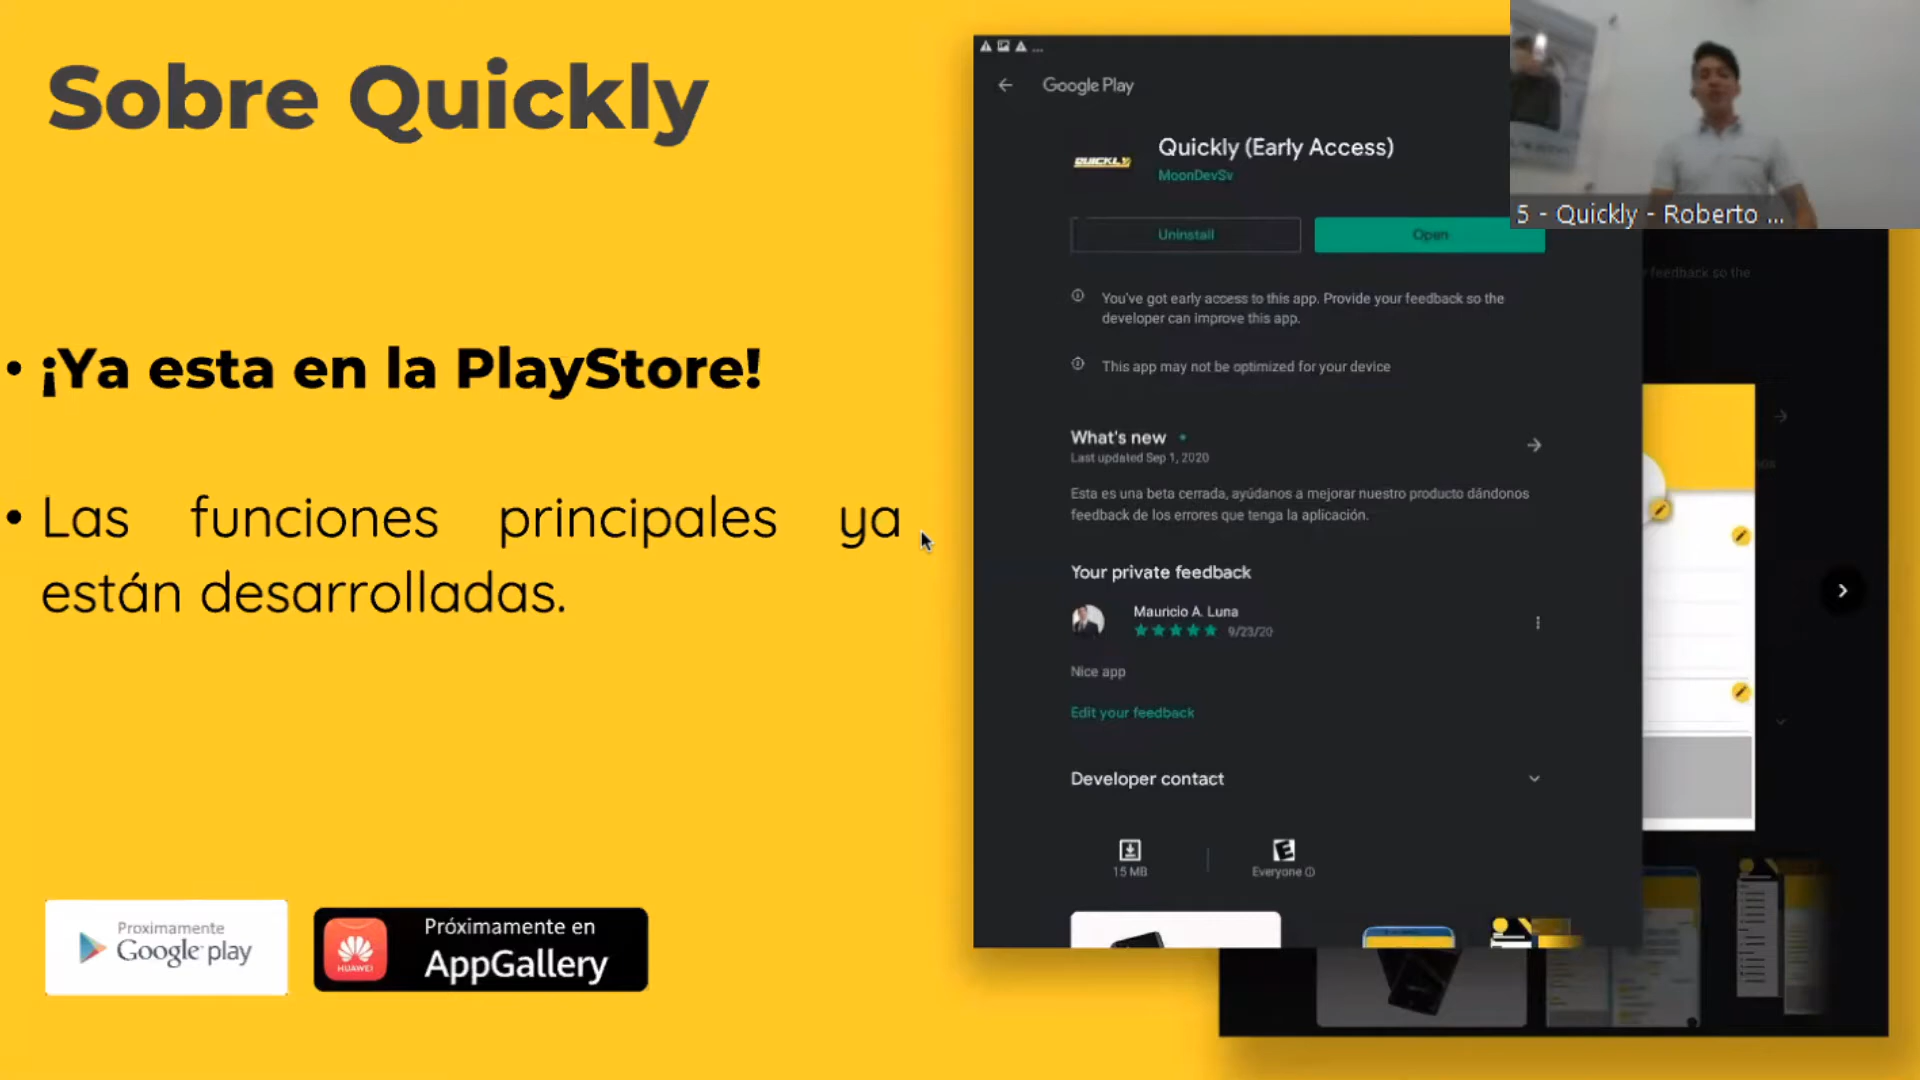 Sobre Quickly
• ¡Ya esta en la PlayStore!
• Las funciones principales ya
están desarrolladas.
Proximamente
Google play
HUAWEI
Próximamente en
AppGallery
...
Google Play
QUICKLY
Quickly (Early Access)
MoonDevSv
Uninstall
Open
You've got early access to this app. Provide your feedback so the
developer can improve this app.
This app may not be optimized for your device
What's new
Last updated Sep 1, 2020
Esta es una beta cerrada, ayúdanos a mejorar nuestro producto dándonos
feedback de los errores que tenga la aplicación.
Your private feedback
Mauricio A. Luna
9/23/20
Nice app
Edit your feedback
Developer contact
15 MB
E
Everyone
5 - Quickly - Roberto ...
feedback so the